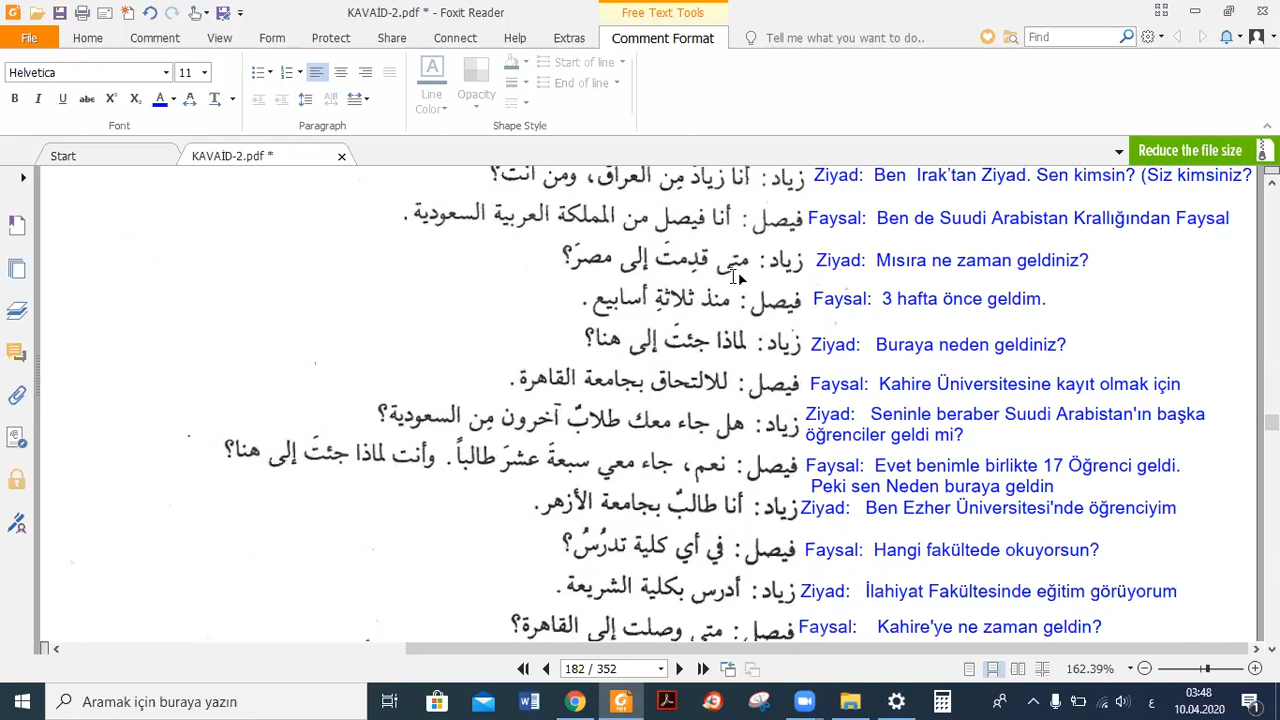 KAVAİD-2.pdf * - Foxit Reader
Free Text Tools
File Home Comment View Form Protect Share Connect Help Extras Comment Format
Tell me what you want to do..
Find
Helvetica 11
Font
Paragraph
Line Color
Opacity
Start of line
End of line
Shape Style
Start
KAVAİD-2.pdf *
Reduce the file size
زياد: أنا زيادٌ مِن العراق، ومن أنت؟ Ziyad: Ben Irak’tan Ziyad. Sen kimsin? (Siz kimsiniz?
فيصل: أنا فيصل من المملكة العربية السعودية. Faysal: Ben de Suudi Arabistan Krallığından Faysal
زياد: متى قدِمتَ إلى مصرَ؟ Ziyad: Mısıra ne zaman geldiniz?
فيصل: منذ ثلاثةِ أسابيع. Faysal: 3 hafta önce geldim.
زياد: لماذا جئتَ إلى هنا؟ Ziyad: Buraya neden geldiniz?
فيصل: للالتحاق بجامعة القاهرة. Faysal: Kahire Üniversitesine kayıt olmak için
زياد: هل جاء معك طلابٌ آخرون مِن السعودية؟ Ziyad: Seninle beraber Suudi Arabistan'ın başka
öğrenciler geldi mi?
فيصل: نعم، جاء معي سبعةَ عشرَ طالباً. وأنت لماذا جئتَ إلى هنا؟ Faysal: Evet benimle birlikte 17 Öğrenci geldi.
Peki sen Neden buraya geldin
زياد: أنا طالبٌ بجامعة الأزهر. Ziyad: Ben Ezher Üniversitesi'nde öğrenciyim
فيصل: في أي كلية تدرُسُ؟ Faysal: Hangi fakültede okuyorsun?
زياد: أدرس بكلية الشريعة. Ziyad: İlahiyat Fakültesinde eğitim görüyorum
فيصل: متى وصلت إلى القاهرة؟ Faysal: Kahire'ye ne zaman geldin?
182 / 352
162.39%
Aramak için buraya yazın
03:48
10.04.2020